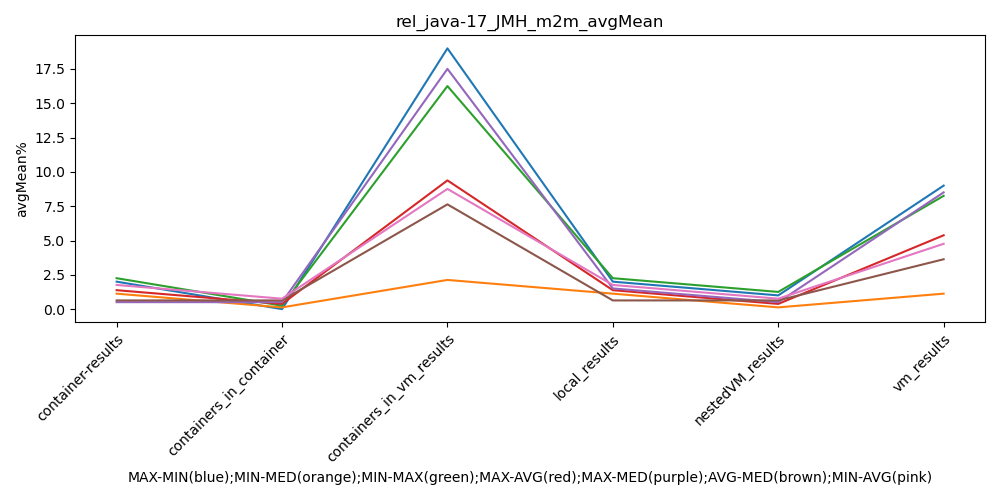 rel_java-17_JMH_m2m_avgMean
avgMean%
17.5
15.0
12.5
10.0
7.5
5.0
2.5
0.0
container-results
containers_in_container
containers_in_vm_results
local_results
nestedVM_results
vm_results
MAX-MIN(blue);MIN-MED(orange);MIN-MAX(green);MAX-AVG(red);MAX-MED(purple);AVG-MED(brown);MIN-AVG(pink)